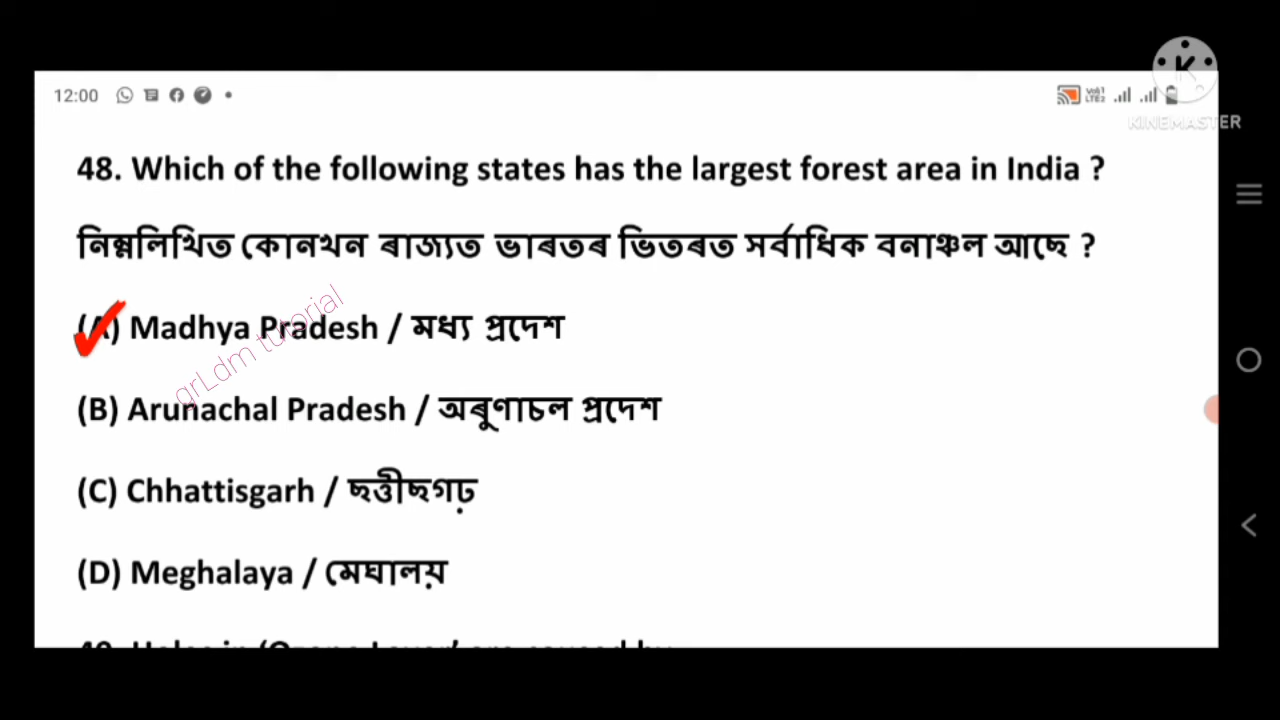 12:00
KINEMASTER
48. Which of the following states has the largest forest area in India ?
নিম্নলিখিত কোনখন ৰাজ্যত ভাৰতৰ ভিতৰত সৰ্বাধিক বনাঞ্চল আছে ?
(A) Madhya Pradesh / মধ্য প্ৰদেশ
grLdm tutorial
(B) Arunachal Pradesh / অৰুণাচল প্ৰদেশ
(C) Chhattisgarh / ছত্তীছগঢ়
(D) Meghalaya / মেঘালয়